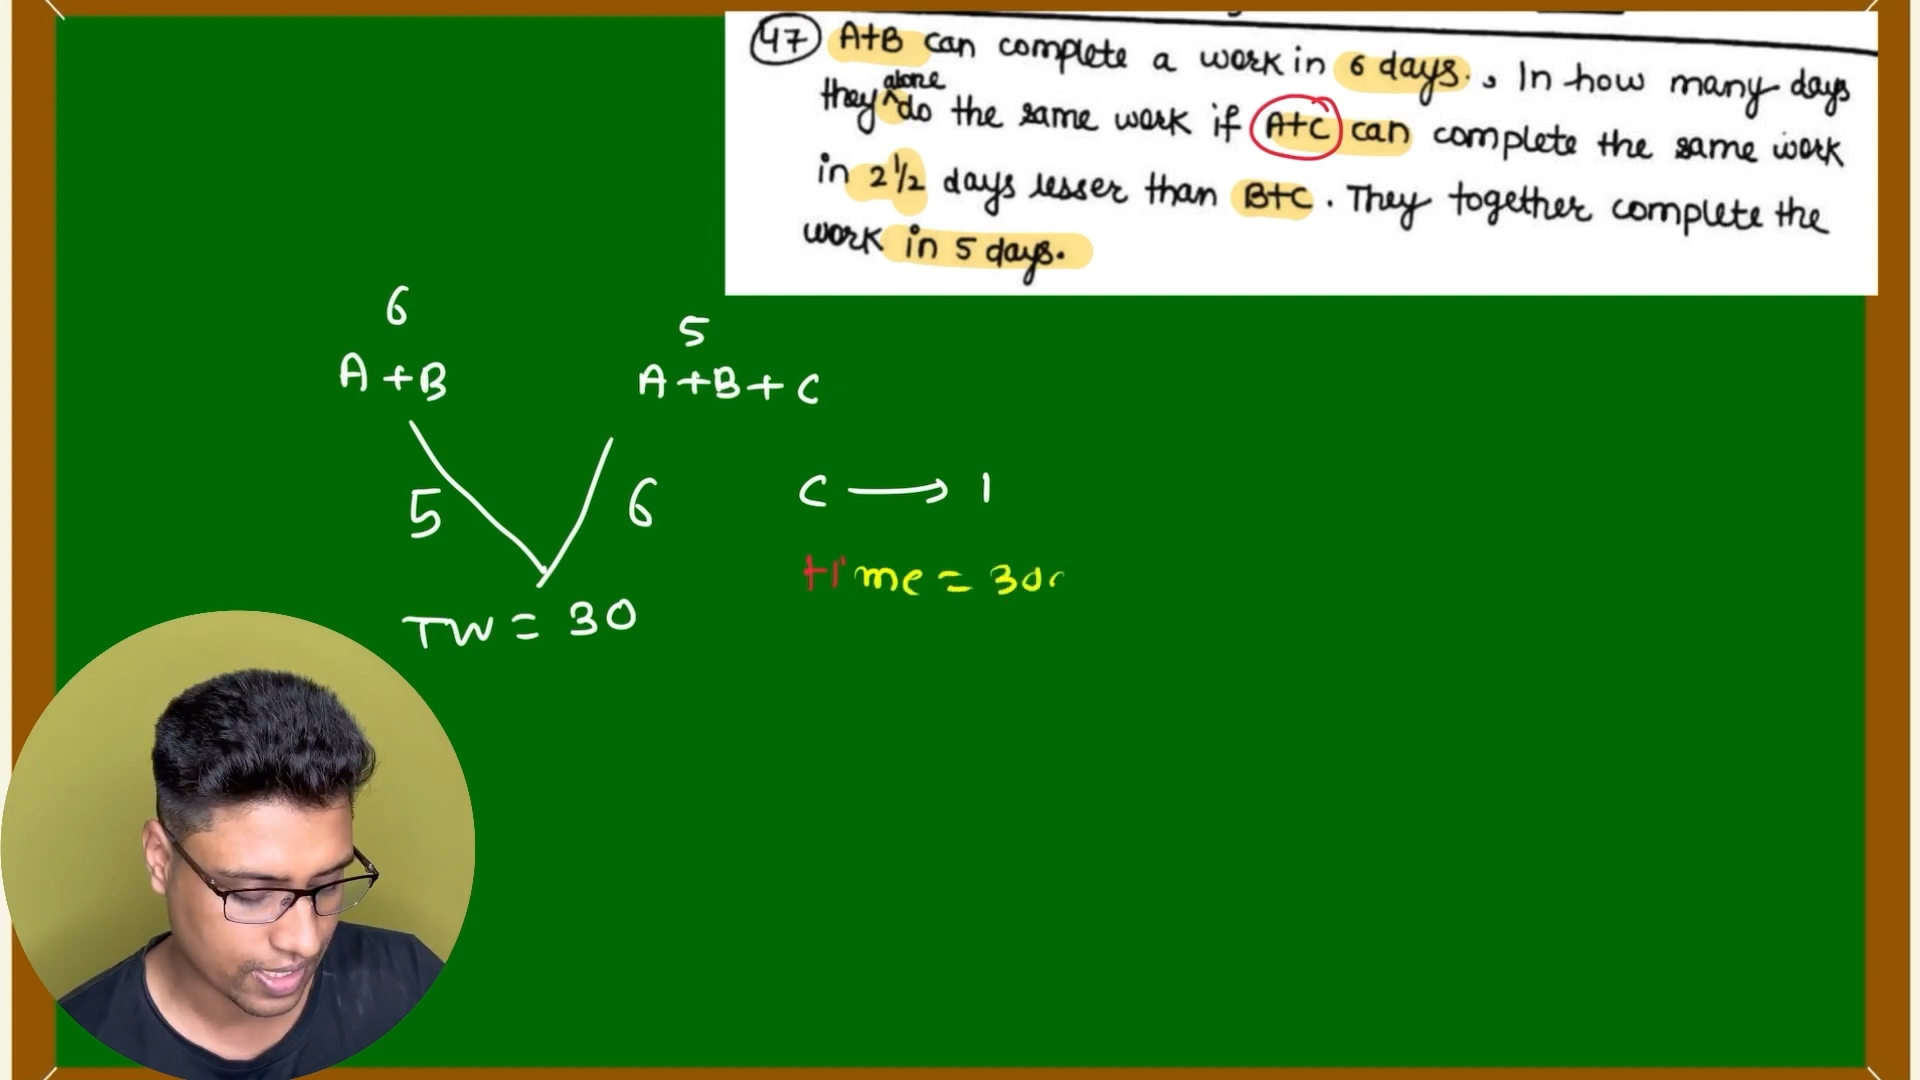 47 A+B can complete a work in 6 days., In how many days
they alone do the same work if A+C can complete the same work
in 2 1/2 days lesser than B+C. They together complete the
work in 5 days.
6
A+B
5
A+B+C
5
6
TW = 30
C → 1
time = 30